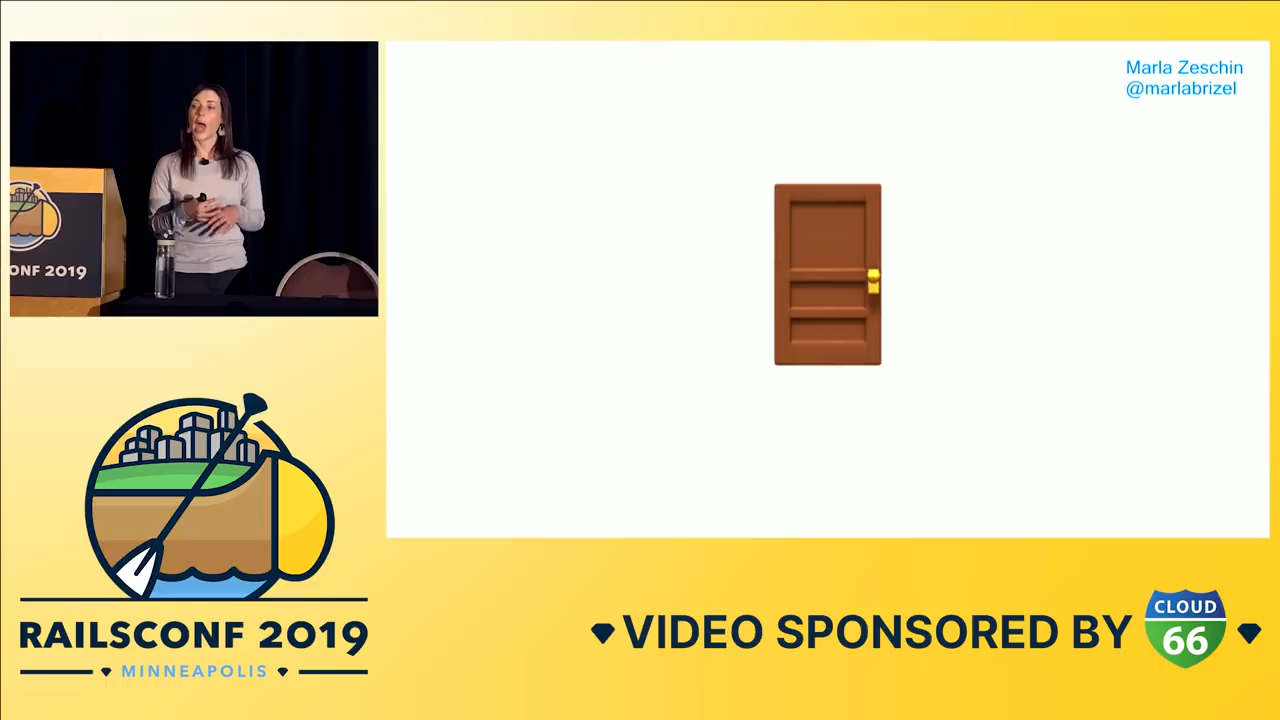 Marla Zeschin
@marlabrizel
ONF 2019
RAILSCONF 2019
MINNEAPOLIS
VIDEO SPONSORED BY
CLOUD
66